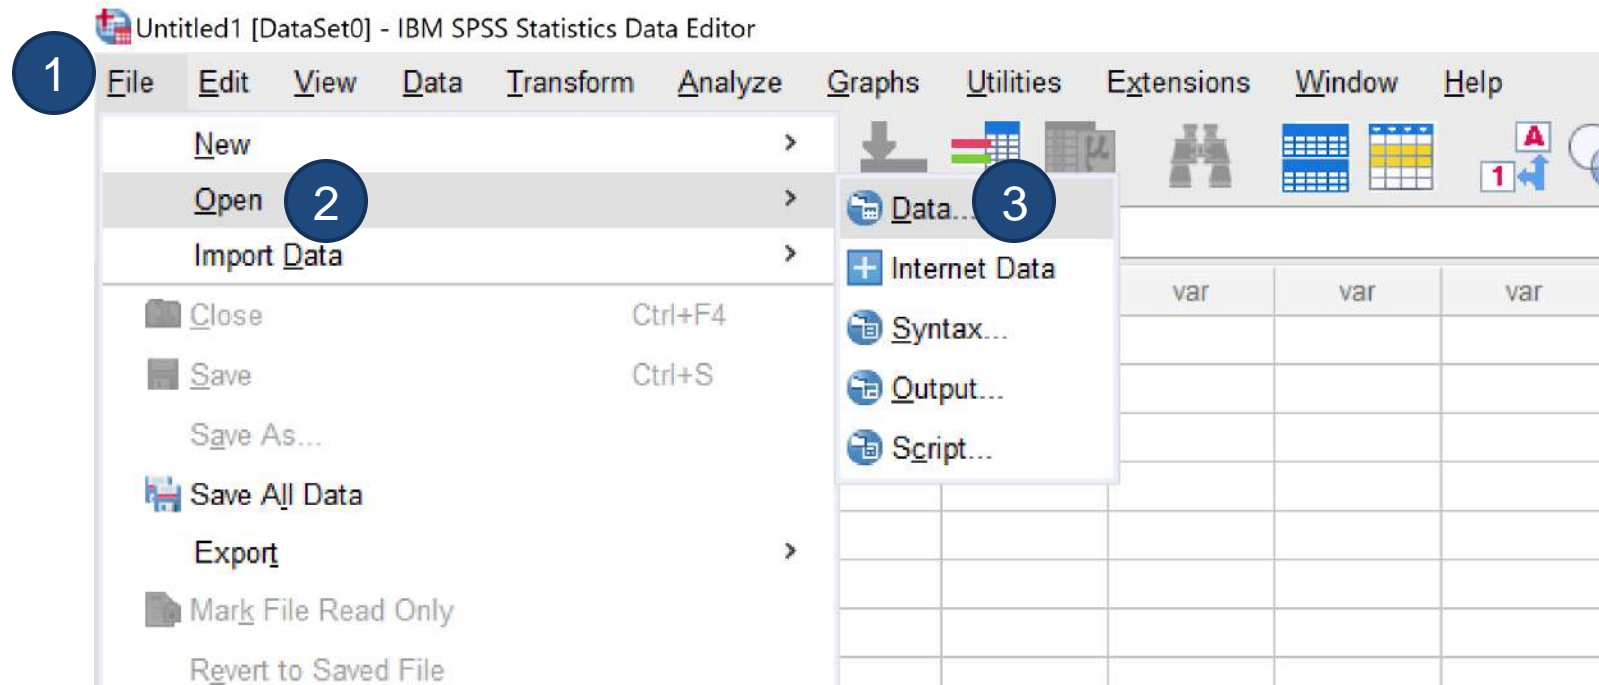 Untitled1 [DataSet0] - IBM SPSS Statistics Data Editor
1 File Edit View Data Transform Analyze Graphs Utilities Extensions Window Help
New >
Open 2 >
Import Data >
Close Ctrl+F4
Save Ctrl+S
Save As...
Save All Data
Export >
Mark File Read Only
Revert to Saved File
Data... 3
Internet Data
Syntax...
Output...
Script...
μ
A
1
var var var